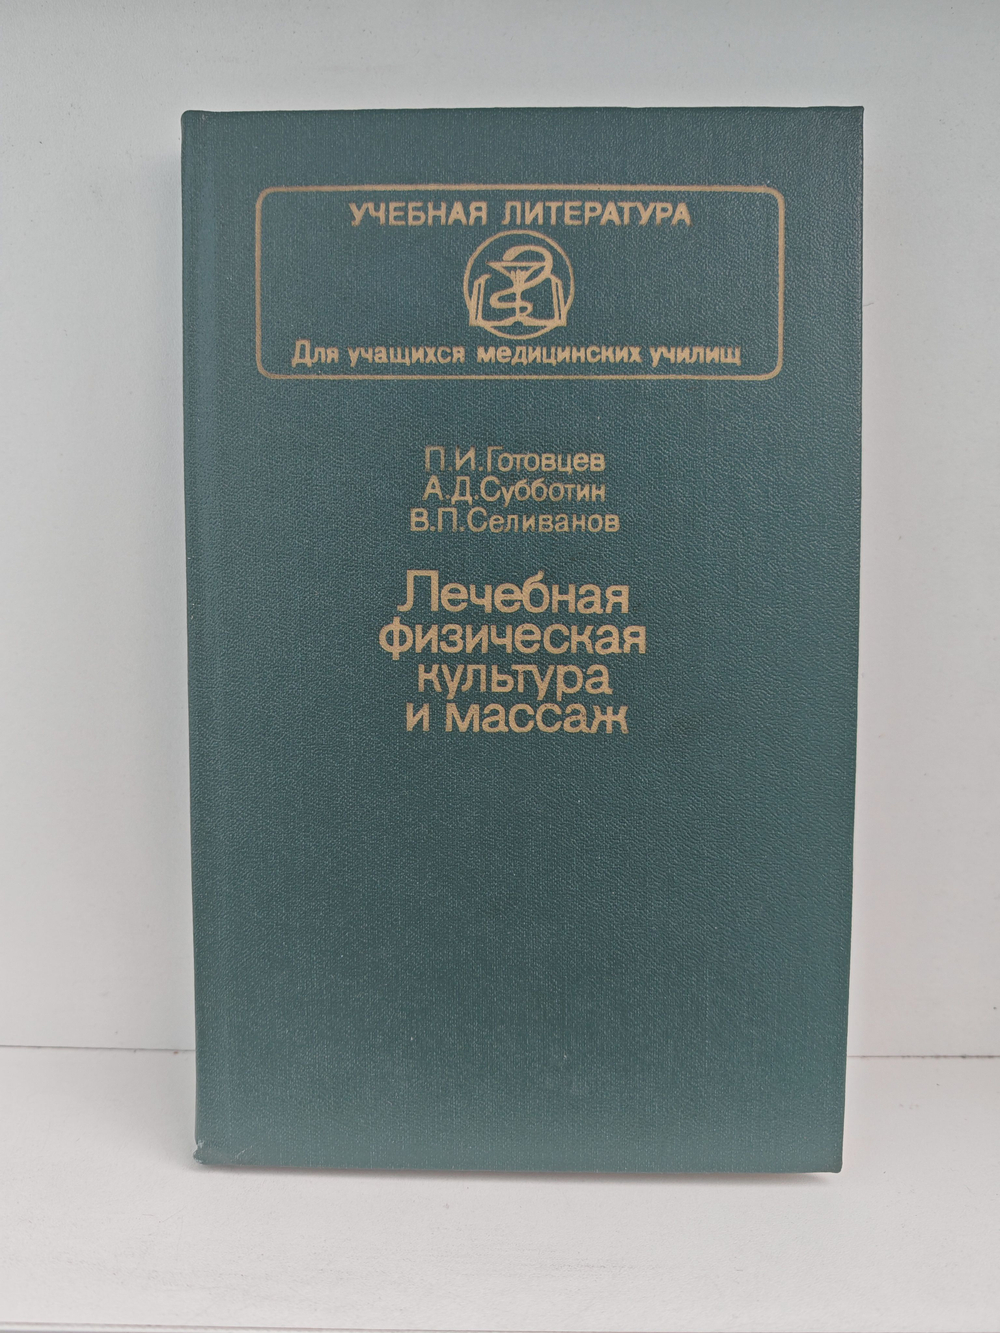 УЧЕБНАЯ ЛИТЕРАТУРА
Для учащихся медицинских училищ
П.И.Готовцев
А.Д.Субботин
В.П.Селиванов
Лечебная
физическая
культура
и массаж